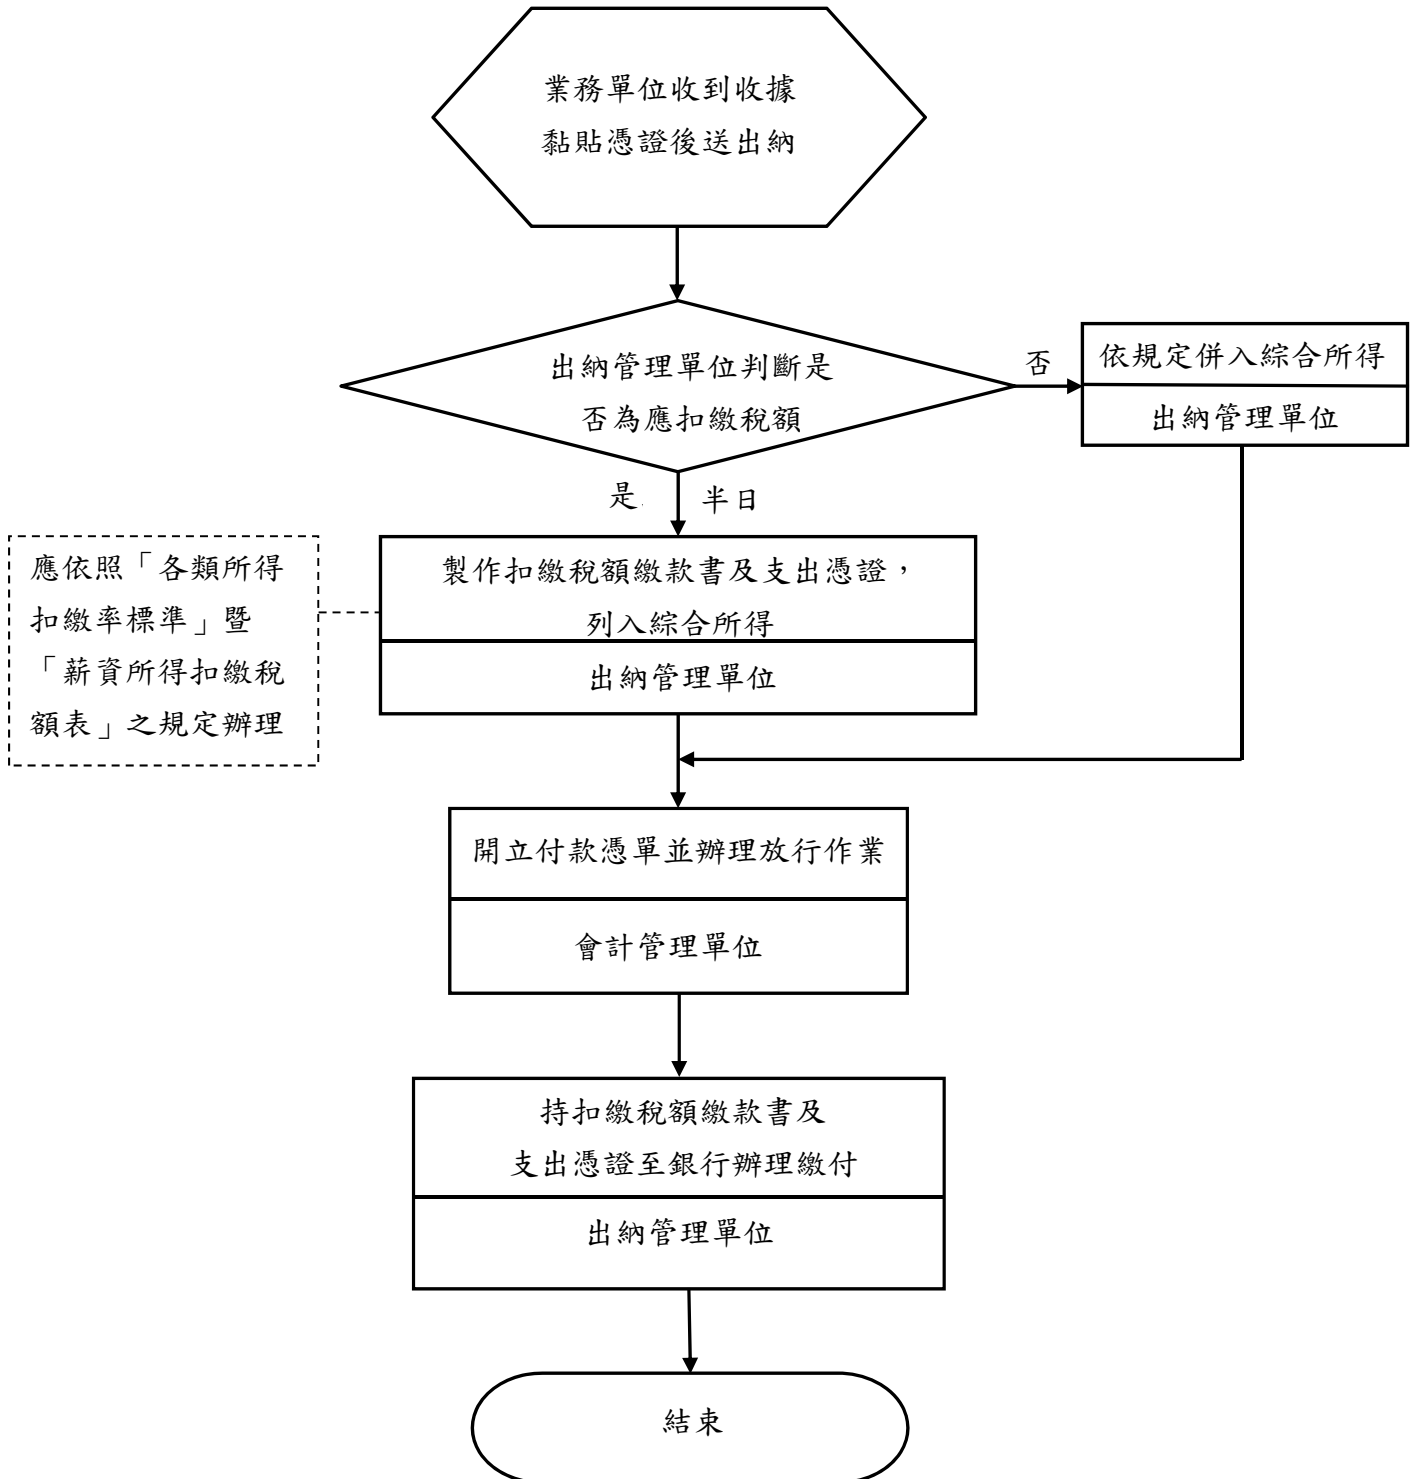 業務單位收到收據
黏貼憑證後送出納
出納管理單位判斷是
否為應扣繳稅額
否
依規定併入綜合所得
出納管理單位
是
半日
應依照「各類所得
扣繳率標準」暨
「薪資所得扣繳稅
額表」之規定辦理
製作扣繳稅額繳款書及支出憑證，
列入綜合所得
出納管理單位
開立付款憑單並辦理放行作業
會計管理單位
持扣繳稅額繳款書及
支出憑證至銀行辦理繳付
出納管理單位
結束